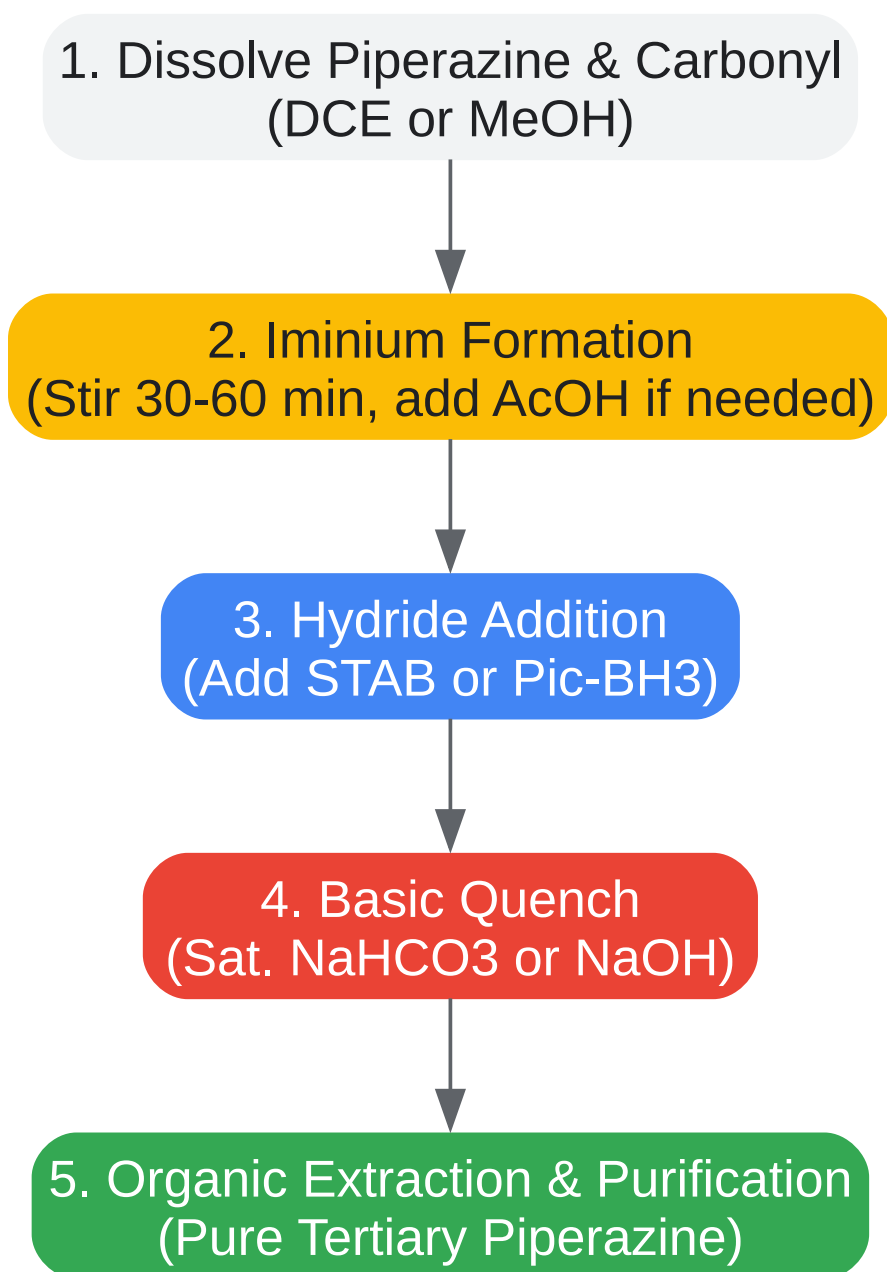 1. Dissolve Piperazine & Carbonyl
(DCE or MeOH)
2. Iminium Formation
(Stir 30-60 min, add AcOH if needed)
3. Hydride Addition
(Add STAB or Pic-BH3)
4. Basic Quench
(Sat. NaHCO3 or NaOH)
5. Organic Extraction & Purification
(Pure Tertiary Piperazine)